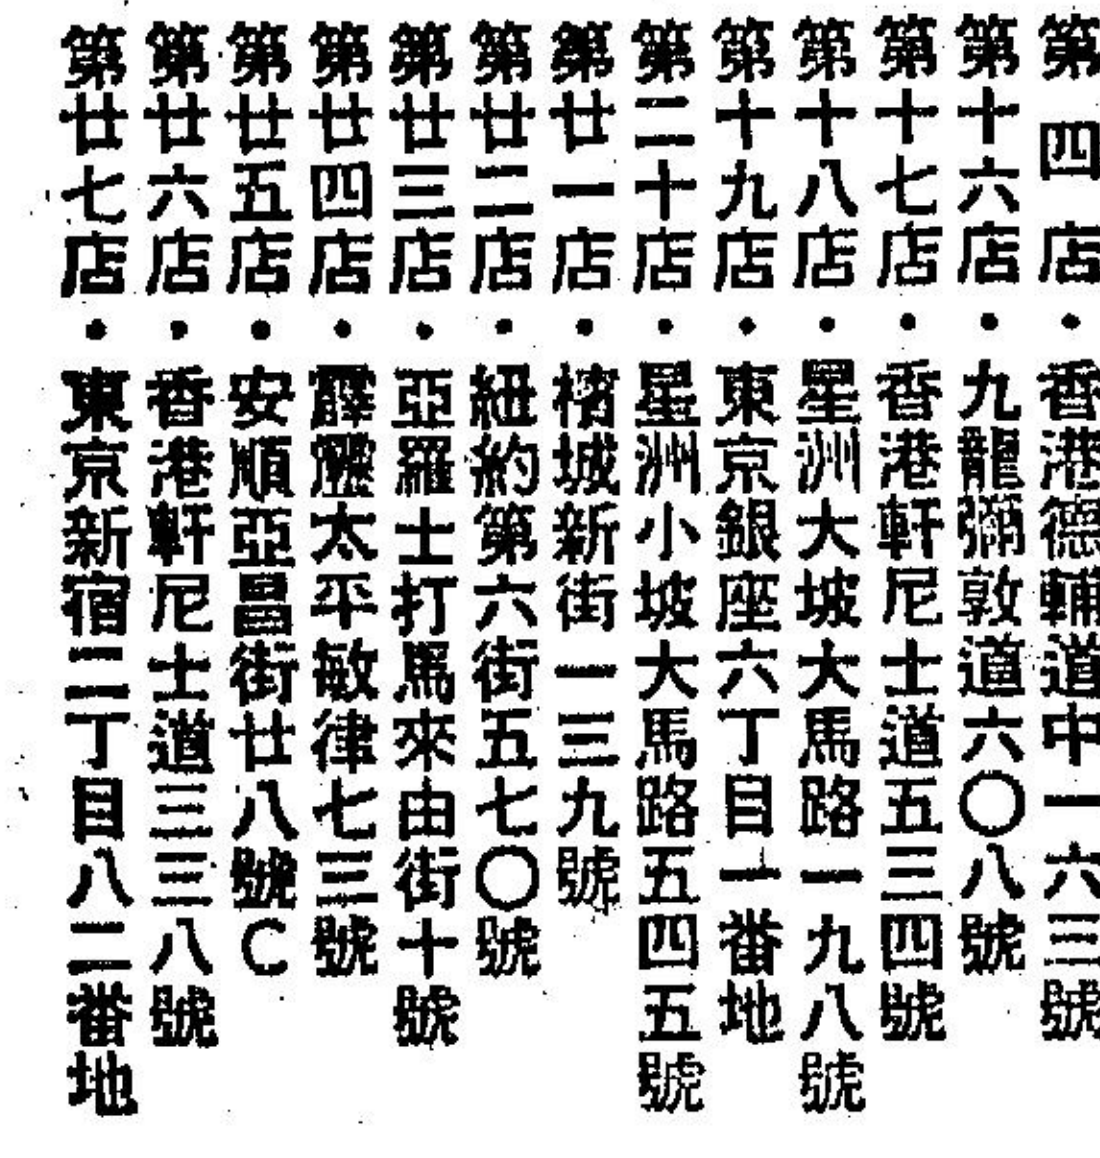 第四店・香港德輔道中一六三號
第十六店・九龍彌敦道六〇八號
第十七店・香港軒尼士道五三四號
第十八店・星洲大坡大馬路一九八號
第十九店・東京銀座六丁目一番地
第二十店・星洲小坡大馬路五四五號
第廿一店・檳城新街一三九號
第廿二店・紐約第六街五七〇號
第廿三店・亞羅士打馬來由街十號
第廿四店・霹靂太平敏律七三號
第廿五店・安順亞昌街廿八號C
第廿六店・香港軒尼士道三三八號
第廿七店・東京新宿二丁目八二番地